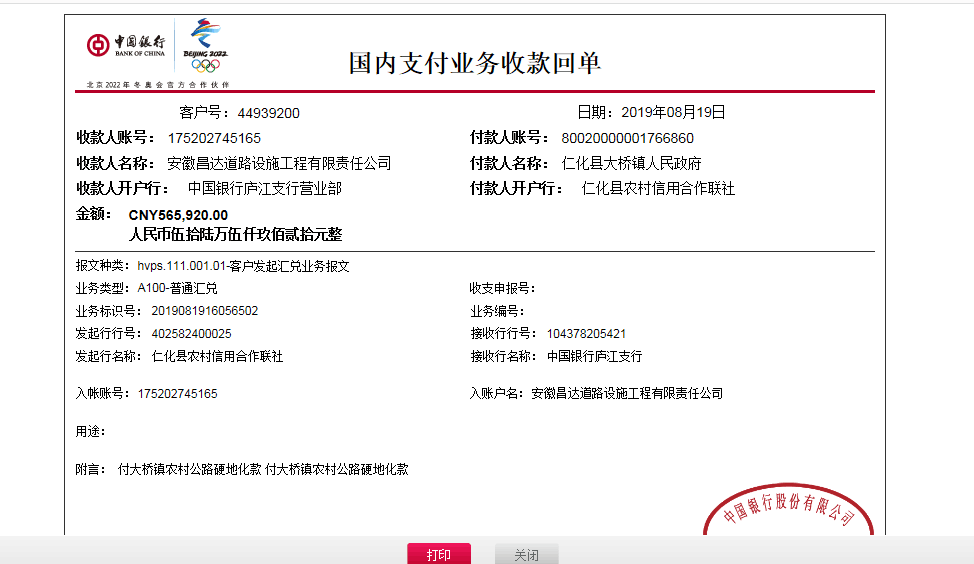 中国银行
BANK OF CHINA
BEIJING 2022
北京2022年冬奥会官方合作伙伴
国内支付业务收款回单
客户号：44939200 日期：2019年08月19日
收款人账号：175202745165 付款人账号：80020000001766860
收款人名称：安徽昌达道路设施工程有限责任公司 付款人名称：仁化县大桥镇人民政府
收款人开户行：中国银行庐江支行营业部 付款人开户行：仁化县农村信用合作联社
金额：CNY565,920.00
人民币伍拾陆万伍仟玖佰贰拾元整
报文种类：hvps.111.001.01-客户发起汇兑业务报文
业务类型：A100-普通汇兑 收支申报号：
业务标识号：2019081916056502 业务编号：
发起行行号：402582400025 接收行行号：104378205421
发起行名称：仁化县农村信用合作联社 接收行名称：中国银行庐江支行
入帐账号：175202745165 入账户名：安徽昌达道路设施工程有限责任公司
用途：
附言：付大桥镇农村公路硬地化款 付大桥镇农村公路硬地化款
中国银行股份有限公司
打印 关闭